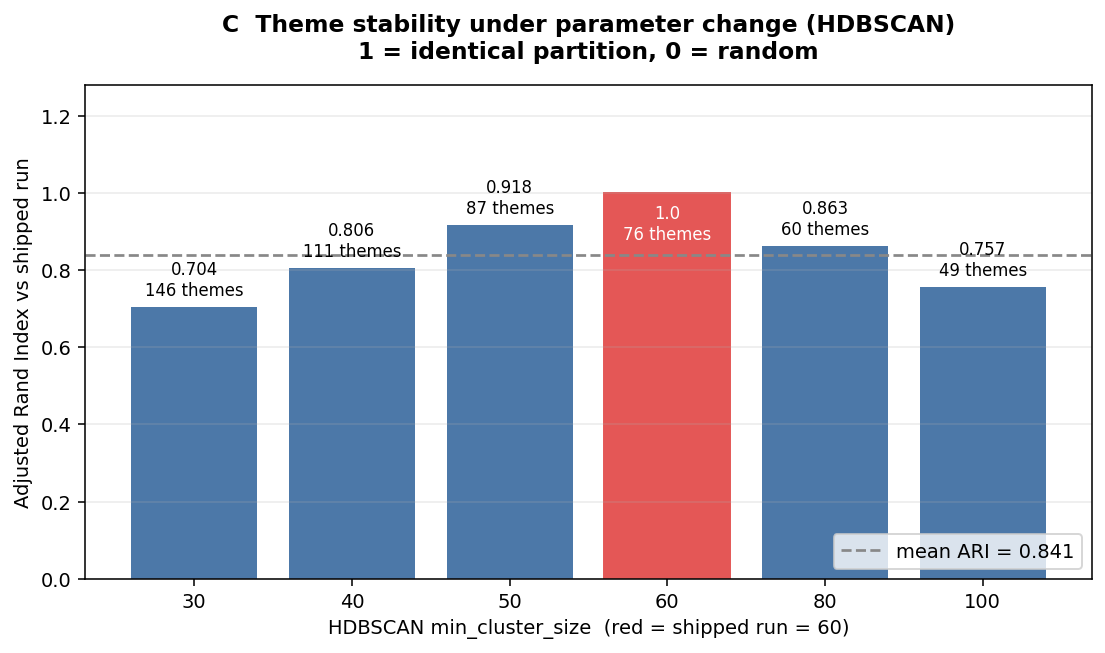 C  Theme stability under parameter change (HDBSCAN)
1 = identical partition, 0 = random
Adjusted Rand Index vs shipped run
1.2
1.0
0.8
0.6
0.4
0.2
0.0
0.704
146 themes
0.806
111 themes
0.918
87 themes
1.0
76 themes
0.863
60 themes
0.757
49 themes
mean ARI = 0.841
30 40 50 60 80 100
HDBSCAN min_cluster_size  (red = shipped run = 60)